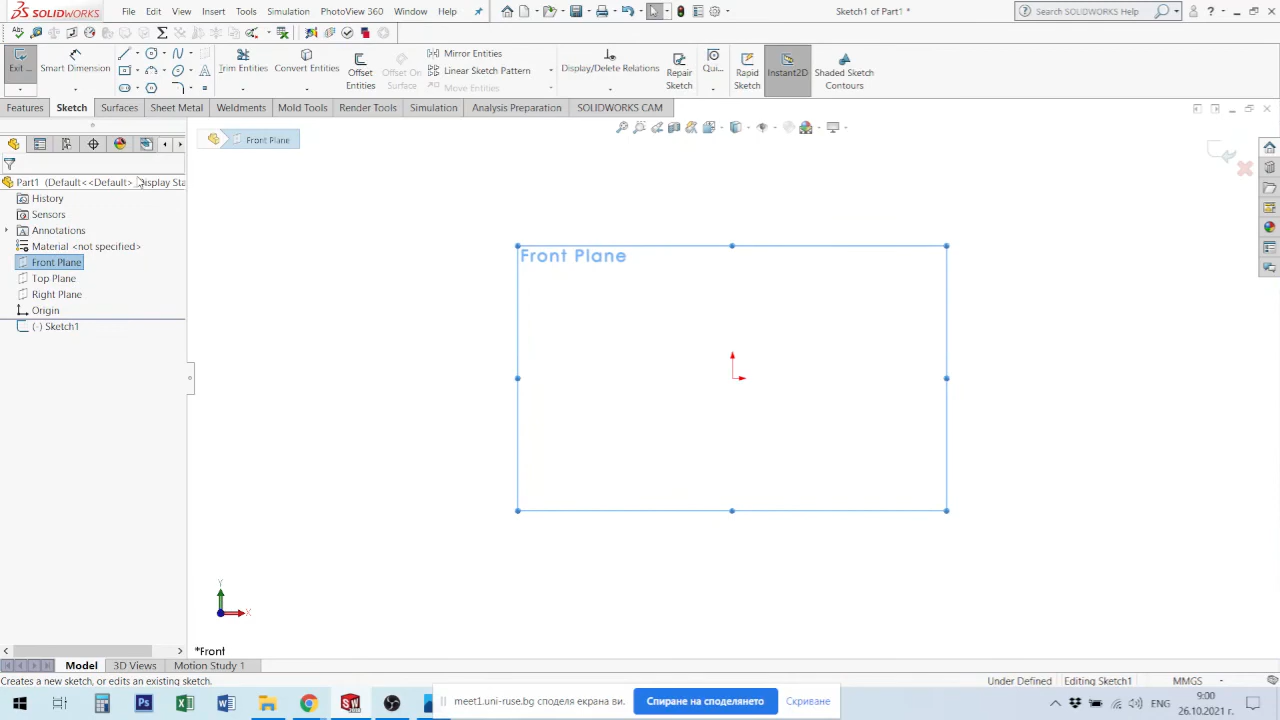 SOLIDWORKS File Edit View Insert Tools Simulation PhotoView 360 Window Help Sketch1 of Part1 * Search SOLIDWORKS Help
Exit ... Smart Dimension Trim Entities Convert Entities Offset Entities Offset On Surface Mirror Entities Linear Sketch Pattern Move Entities Display/Delete Relations Repair Sketch Qui... Rapid Sketch Instant2D Shaded Sketch Contours
Features Sketch Surfaces Sheet Metal Weldments Mold Tools Render Tools Simulation Analysis Preparation SOLIDWORKS CAM
Front Plane
Part1 (Default<<Default>_Display Sta
History
Sensors
Annotations
Material <not specified>
Front Plane
Top Plane
Right Plane
Origin
(-) Sketch1
Front Plane
Y
X
*Front
Model 3D Views Motion Study 1
Creates a new sketch, or edits an existing sketch. Under Defined Editing Sketch1 MMGS
meet1.uni-ruse.bg споделя екрана ви. Спиране на споделянето Скриване
ENG 9:00
26.10.2021 г.